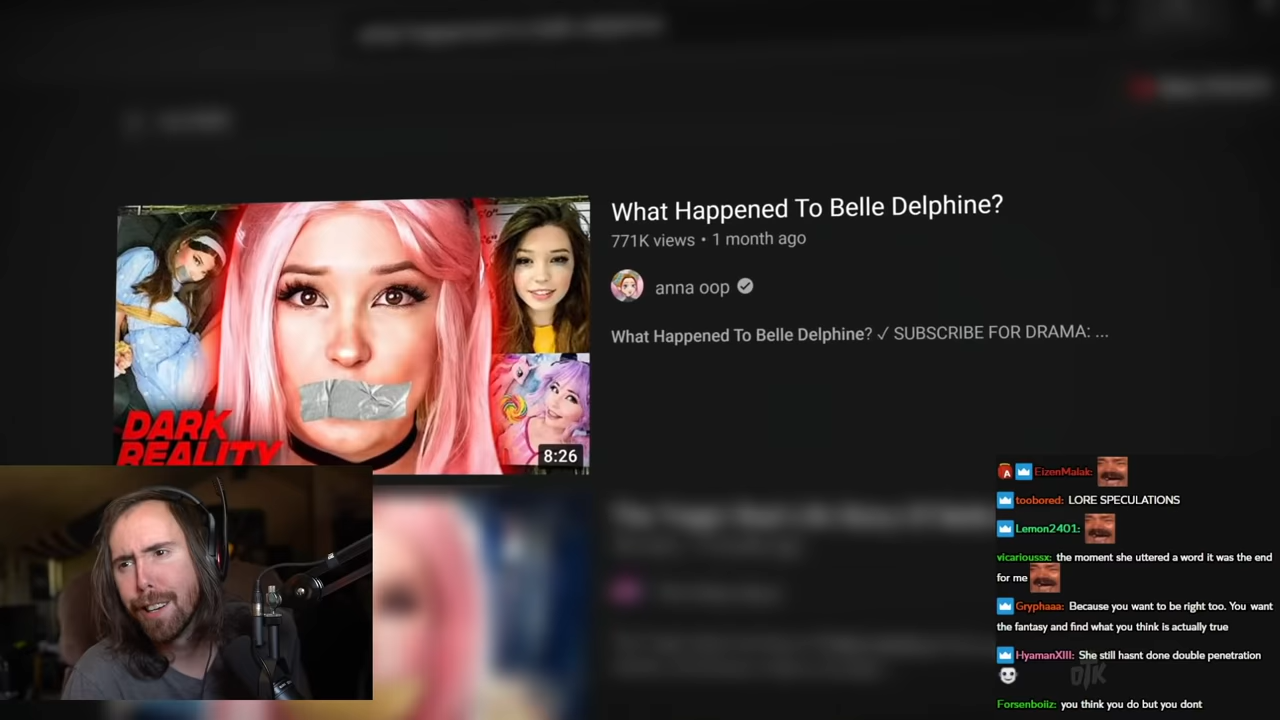 What Happened To Belle Delphine?
771K views • 1 month ago
anna oop
What Happened To Belle Delphine? ✓ SUBSCRIBE FOR DRAMA: ...
DARK
REALITY
8:26
EizenMalak:
toobored: LORE SPECULATIONS
Lemon2401:
vicarioussx: the moment she uttered a word it was the end
for me
Gryphaaa: Because you want to be right too. You want
the fantasy and find what you think is actually true
HyamanXIII: She still hasnt done double penetration
Forsenboiiz: you think you do but you dont